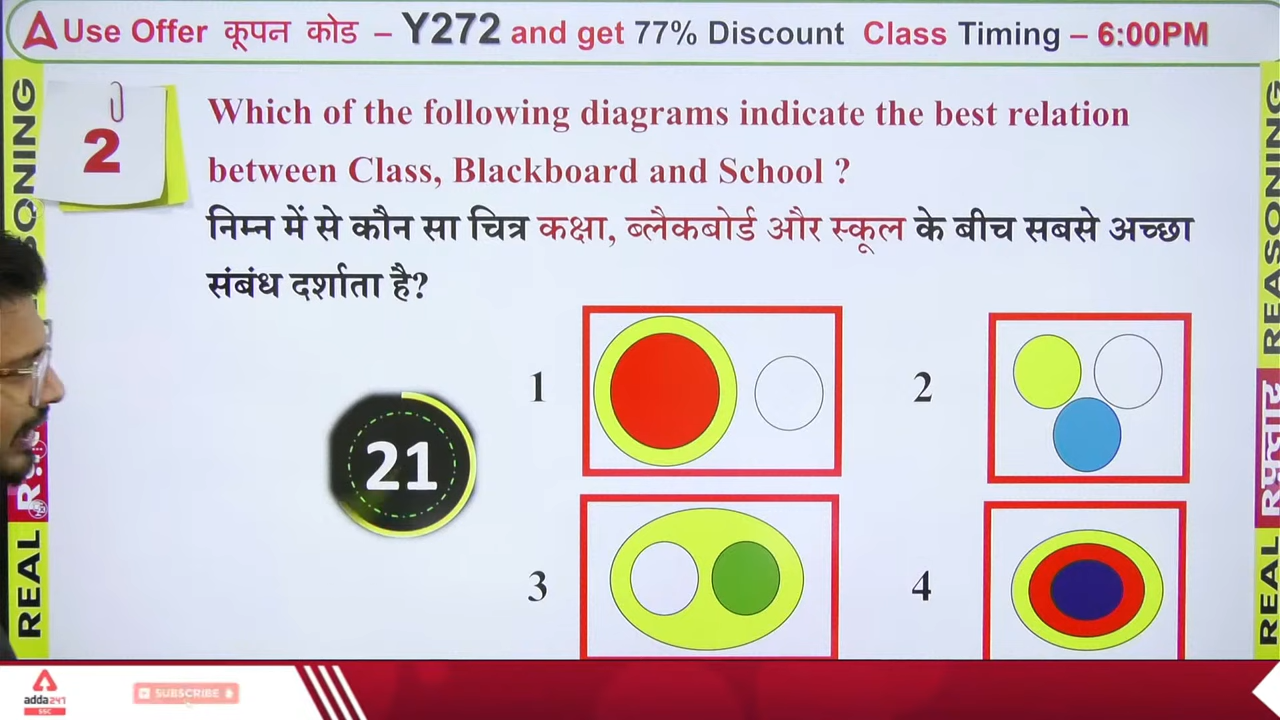 Use Offer कूपन कोड – Y272 and get 77% Discount Class Timing – 6:00PM
2
Which of the following diagrams indicate the best relation
between Class, Blackboard and School ?
निम्न में से कौन सा चित्र कक्षा, ब्लैकबोर्ड और स्कूल के बीच सबसे अच्छा
संबंध दर्शाता है?
1
2
21
3
4
REAL
REAL
REASONING
adda247
SSC
SUBSCRIBE